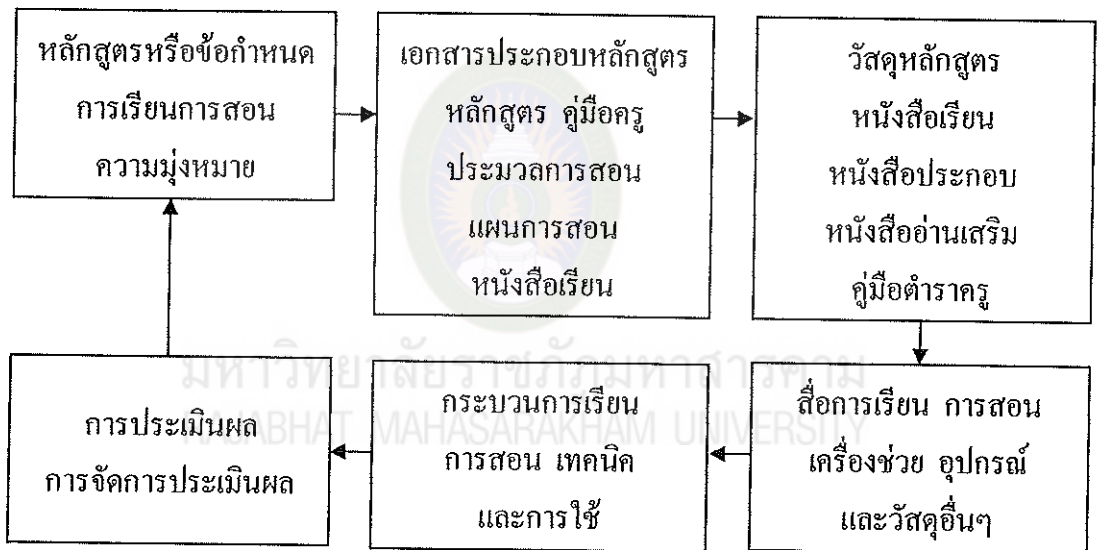 หลักสูตรหรือข้อกำหนด
การเรียนการสอน
ความมุ่งหมาย
เอกสารประกอบหลักสูตร
หลักสูตร คู่มือครู
ประมวลการสอน
แผนการสอน
หนังสือเรียน
วัสดุหลักสูตร
หนังสือเรียน
หนังสือประกอบ
หนังสืออ่านเสริม
คู่มือตำราครู
สื่อการเรียน การสอน
เครื่องช่วย อุปกรณ์
และวัสดุอื่นๆ
กระบวนการเรียน
การสอน เทคนิค
และการใช้
การประเมินผล
การจัดการประเมินผล
มหาวิทยาลัยราชภัฏมหาสารคาม
RAJABHAT MAHASARAKHAM UNIVERSITY